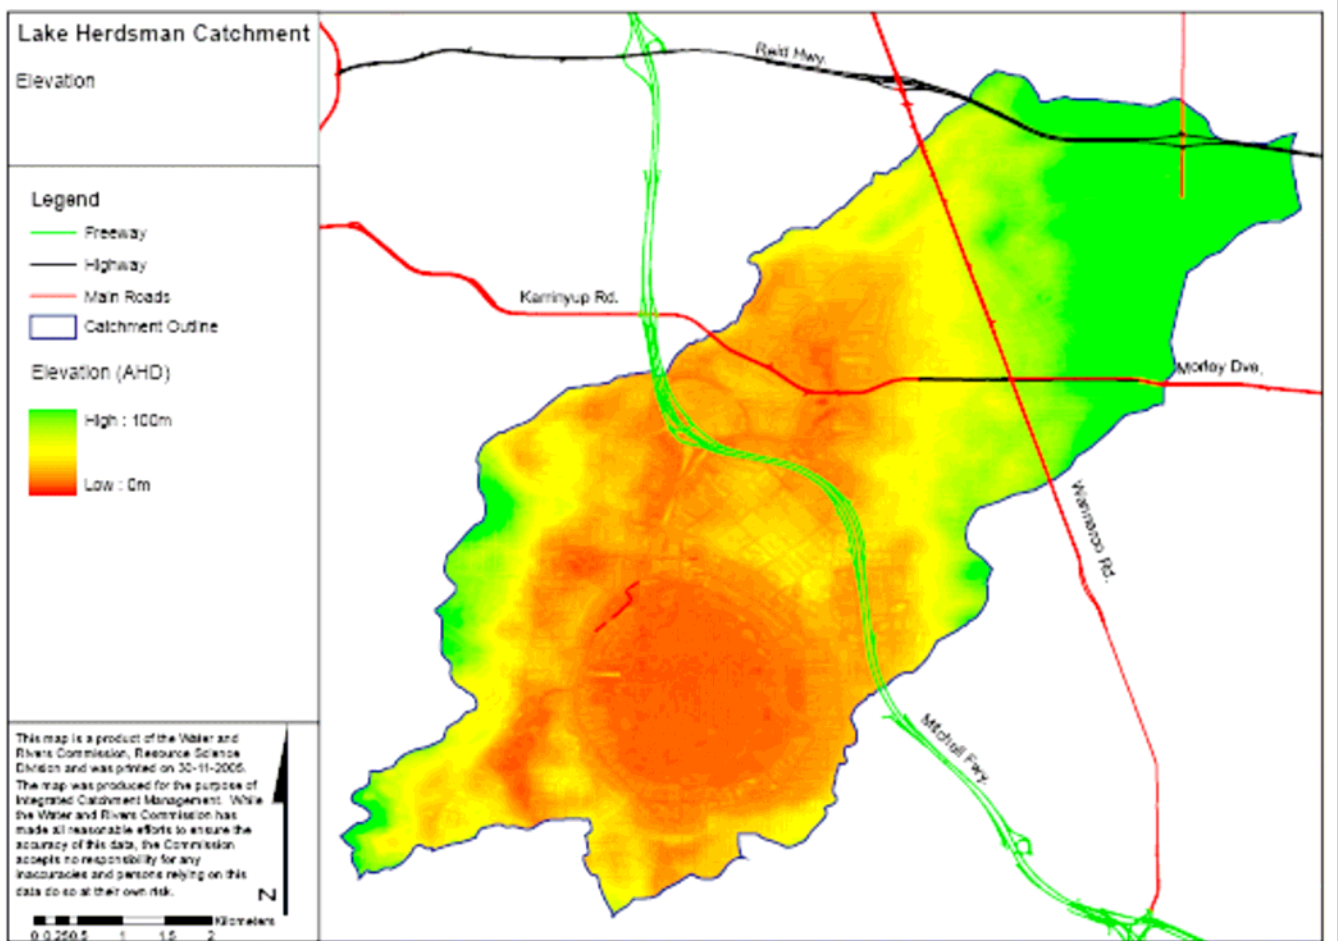 Lake Herdsman Catchment
Elevation
Legend
Freeway
Highway
Main Roads
Catchment Outline
Elevation (AHD)
High : 100m
Low : 0m
This map is a product of the Water and
Rivers Commission, Resource Science
Division and was printed on 30-11-2005.
The map was produced for the purpose of
Integrated Catchment Management. While
the Water and Rivers Commission has
made all reasonable efforts to ensure the
accuracy of this data, the Commission
accepts no responsibility for any
inaccuracies and persons relying on this
data do so at their own risk.
N
Kilometers
0 0.250.5 1 1.5 2
Reid Hwy.
Karrinyup Rd.
Morley Dve.
Wanneroo Rd.
Mitchell Fwy.